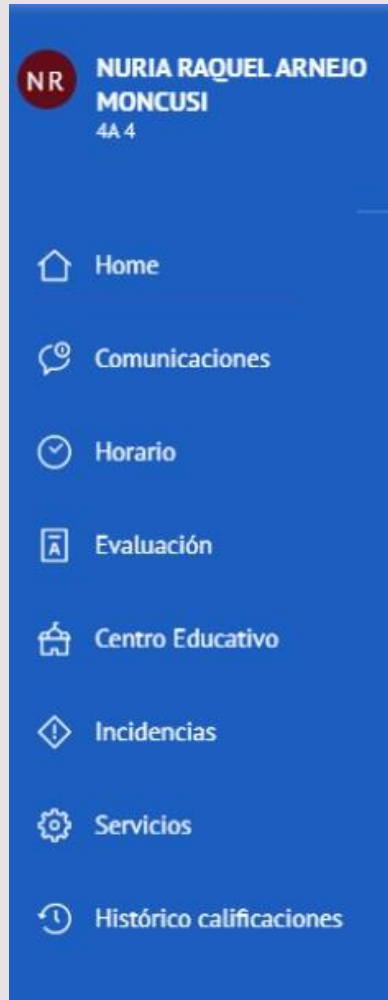 NR
NURIA RAQUEL ARNEJO
MONCUSI
4A 4
Home
Comunicaciones
Horario
A
Evaluación
Centro Educativo
Incidencias
Servicios
Histórico calificaciones